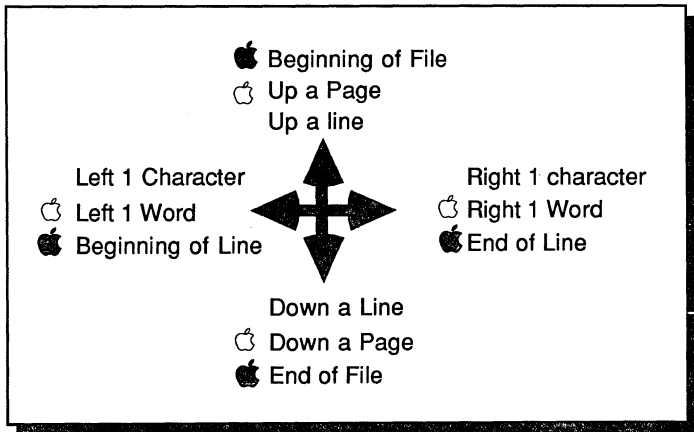 Beginning of File
Up a Page
Up a line
Left 1 Character
Left 1 Word
Beginning of Line
Right 1 character
Right 1 Word
End of Line
Down a Line
Down a Page
End of File